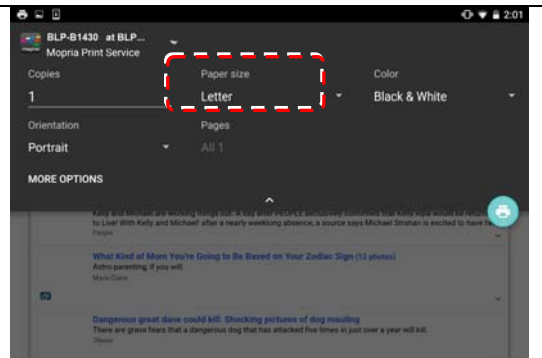 2:01
BLP-B1430 at BLP...
Mopria Print Service
Copies
Paper size
Color
1
Letter
Black & White
Orientation
Pages
Portrait
All 1
MORE OPTIONS
Kelly and Michael are working things out. A day after PEOPLE exclusively confirmed that Kelly Ripa would be
to Live! With Kelly and Michael' after a nearly weeklong absence, a source says Michael Strahan is excited to have
People
What Kind of Mom You're Going to Be Based on Your Zodiac Sign (12 photos)
Astro-parenting, if you will.
Marie Claire
Dangerous great dane could kill: Shocking pictures of dog mauling
There are grave fears that a dangerous dog that has attacked five times in just over a year will kill.
7News